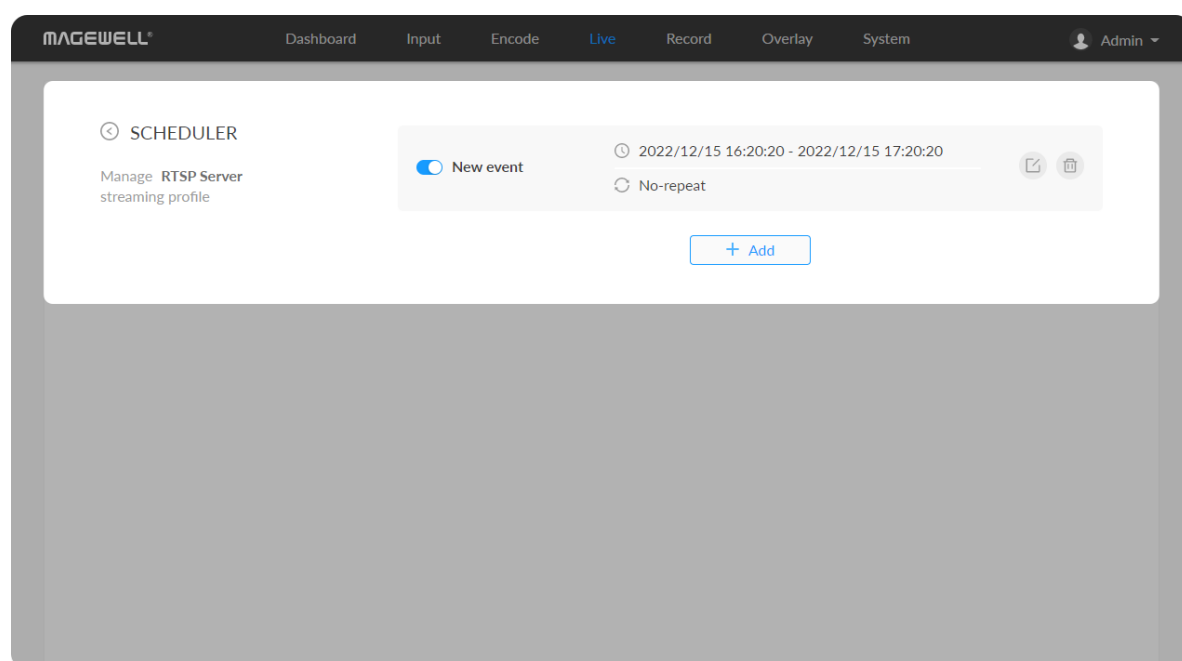 MAGEWELL® Dashboard Input Encode Live Record Overlay System Admin
SCHEDULER
Manage RTSP Server
streaming profile
New event
2022/12/15 16:20:20 - 2022/12/15 17:20:20
No-repeat
+ Add